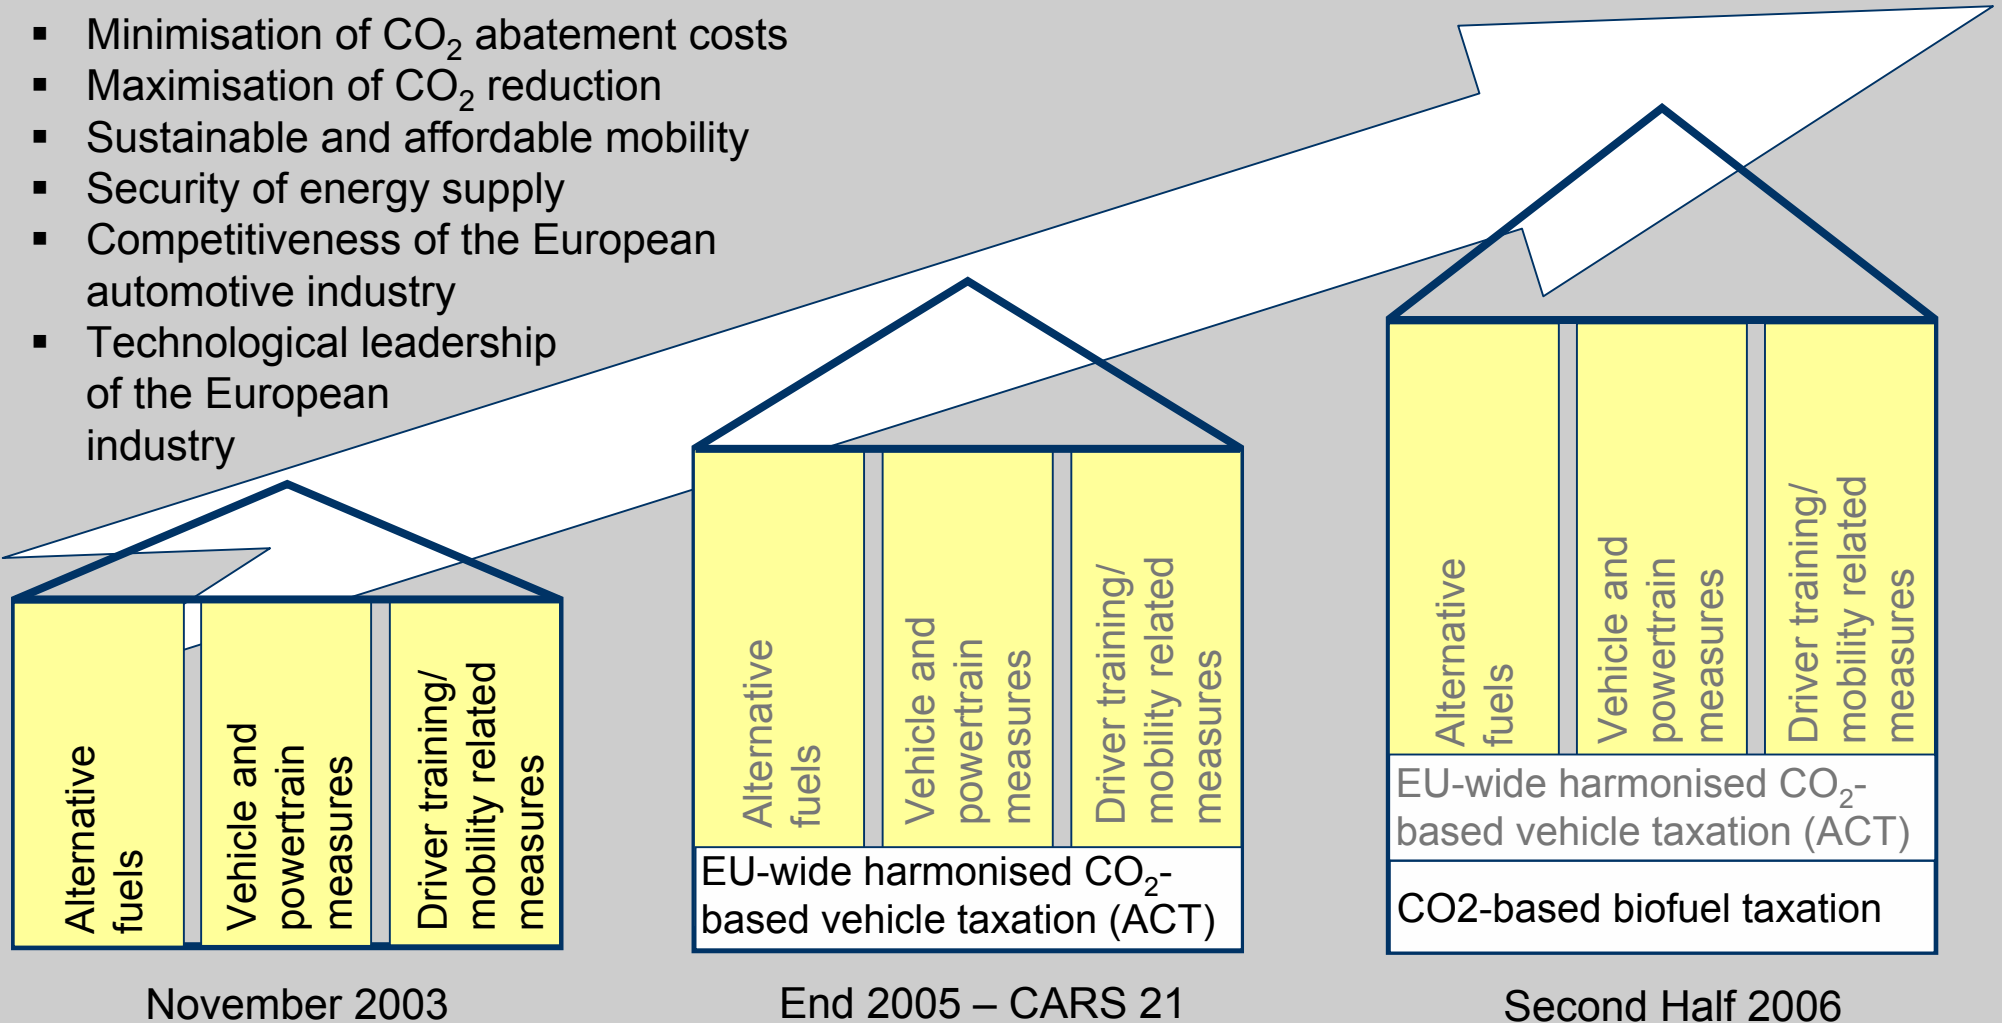 ▪ Minimisation of CO₂ abatement costs
▪ Maximisation of CO₂ reduction
▪ Sustainable and affordable mobility
▪ Security of energy supply
▪ Competitiveness of the European
automotive industry
▪ Technological leadership
of the European
industry
Alternative
fuels
Vehicle and
powertrain
measures
Driver training/
mobility related
measures
November 2003
Alternative
fuels
Vehicle and
powertrain
measures
Driver training/
mobility related
measures
EU-wide harmonised CO₂-
based vehicle taxation (ACT)
End 2005 – CARS 21
Alternative
fuels
Vehicle and
powertrain
measures
Driver training/
mobility related
measures
EU-wide harmonised CO₂-
based vehicle taxation (ACT)
CO2-based biofuel taxation
Second Half 2006